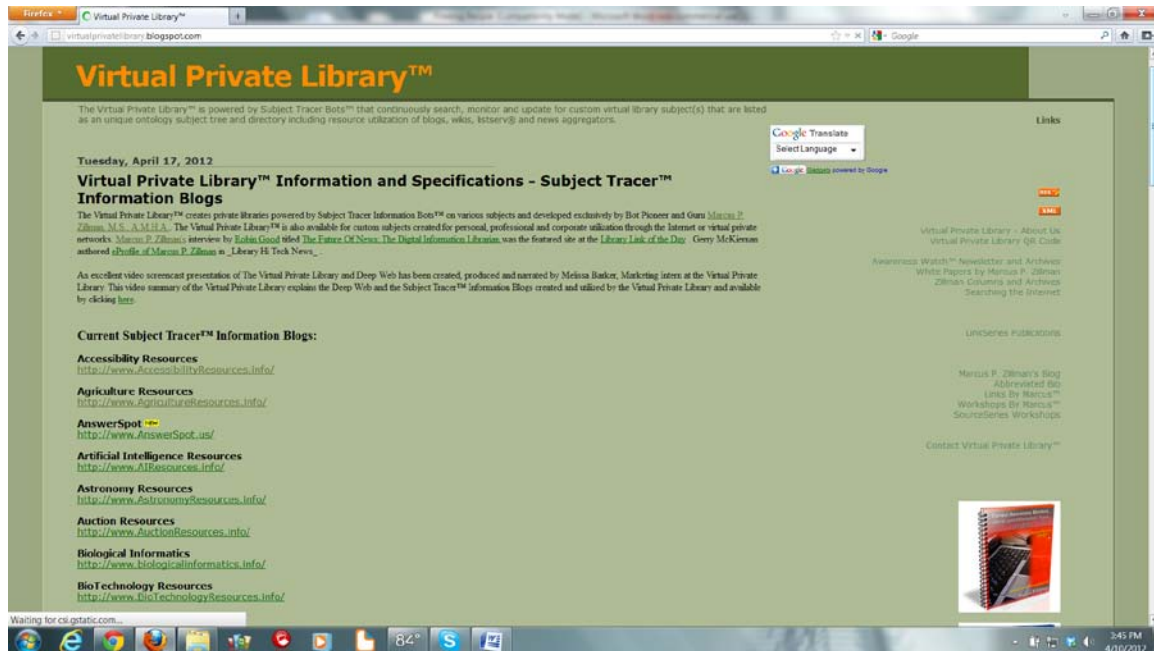 Firefox
Virtual Private Library™
virtualprivatelibrary.blogspot.com
Google
Virtual Private Library™
The Virtual Private Library™ is powered by Subject Tracer Bots™ that continuously search, monitor and update for custom virtual library subject(s) that are listed
as an unique ontology subject tree and directory including resource utilization of blogs, wikis, listserv® and news aggregators.
Links
Google Translate
Select Language
powered by Google
Tuesday, April 17, 2012
Virtual Private Library™ Information and Specifications - Subject Tracer™
Information Blogs
The Virtual Private Library™ creates private libraries powered by Subject Tracer Information Bots™ on various subjects and developed exclusively by Bot Pioneer and Guru Marcus P.
Zillman, M.S., A.M.H.A.. The Virtual Private Library™ is also available for custom subjects created for personal, professional and corporate utilization through the Internet or virtual private
networks. Marcus P. Zillman's interview by Robin Good titled The Future Of News: The Digital Information Librarian was the featured site at the Library Link of the Day. Gerry McKiernan
authored eProfile of Marcus P. Zillman in _Library Hi Tech News_ .
An excellent video screencast presentation of The Virtual Private Library and Deep Web has been created, produced and narrated by Melissa Barker, Marketing intern at the Virtual Private
Library. This video summary of the Virtual Private Library explains the Deep Web and the Subject Tracer™ Information Blogs created and utilized by the Virtual Private Library and available
by clicking here.
Current Subject Tracer™ Information Blogs:
Accessibility Resources
http://www.AccessibilityResources.info/
Agriculture Resources
http://www.AgricultureResources.info/
AnswerSpot
http://www.AnswerSpot.us/
Artificial Intelligence Resources
http://www.AIResources.info/
Astronomy Resources
http://www.AstronomyResources.info/
Auction Resources
http://www.AuctionResources.info/
Biological Informatics
http://www.biologicalinformatics.info/
BioTechnology Resources
http://www.BioTechnologyResources.info/
XML
Virtual Private Library - About Us
Virtual Private Library QR Code
Awareness Watch™ Newsletter and Archives
White Papers by Marcus P. Zillman
Zillman Columns and Archives
Searching the Internet
LinkSeries Publications
Marcus P. Zillman's Blog
Abbreviated Bio
Links By Marcus™
Workshops By Marcus™
SourceSeries Workshops
Contact Virtual Private Library™
Waiting for csi.gstatic.com...
84°
3:45 PM
4/10/2012